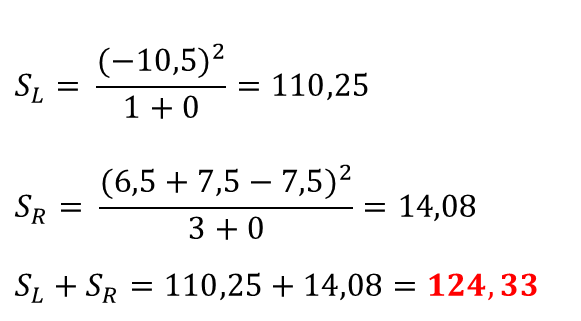 S_L = (−10,5)² / (1 + 0) = 110,25
S_R = (6,5 + 7,5 − 7,5)² / (3 + 0) = 14,08
S_L + S_R = 110,25 + 14,08 = 124,33